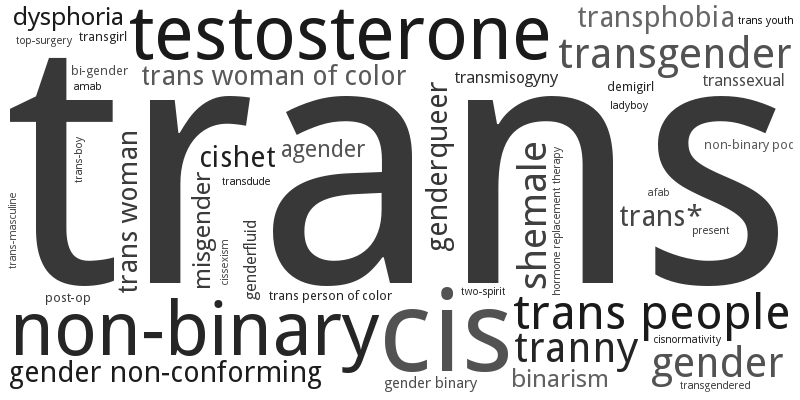 dysphoria
testosterone
transphobia
trans youth
top-surgery
transgirl
transgender
bi-gender
trans woman of color
transmisogyny
demigirl
transsexual
amab
ladyboy
trans
trans-boy
cishet
agender
genderqueer
non-binary poc
trans woman
transdude
shemale
hormone replacement therapy
afab
trans-masculine
misgender
cissexism
genderfluid
trans*
present
post-op
trans person of color
two-spirit
non-binary
cis
trans people
tranny
cisnormativity
gender non-conforming
gender binary
binarism
gender
transgendered